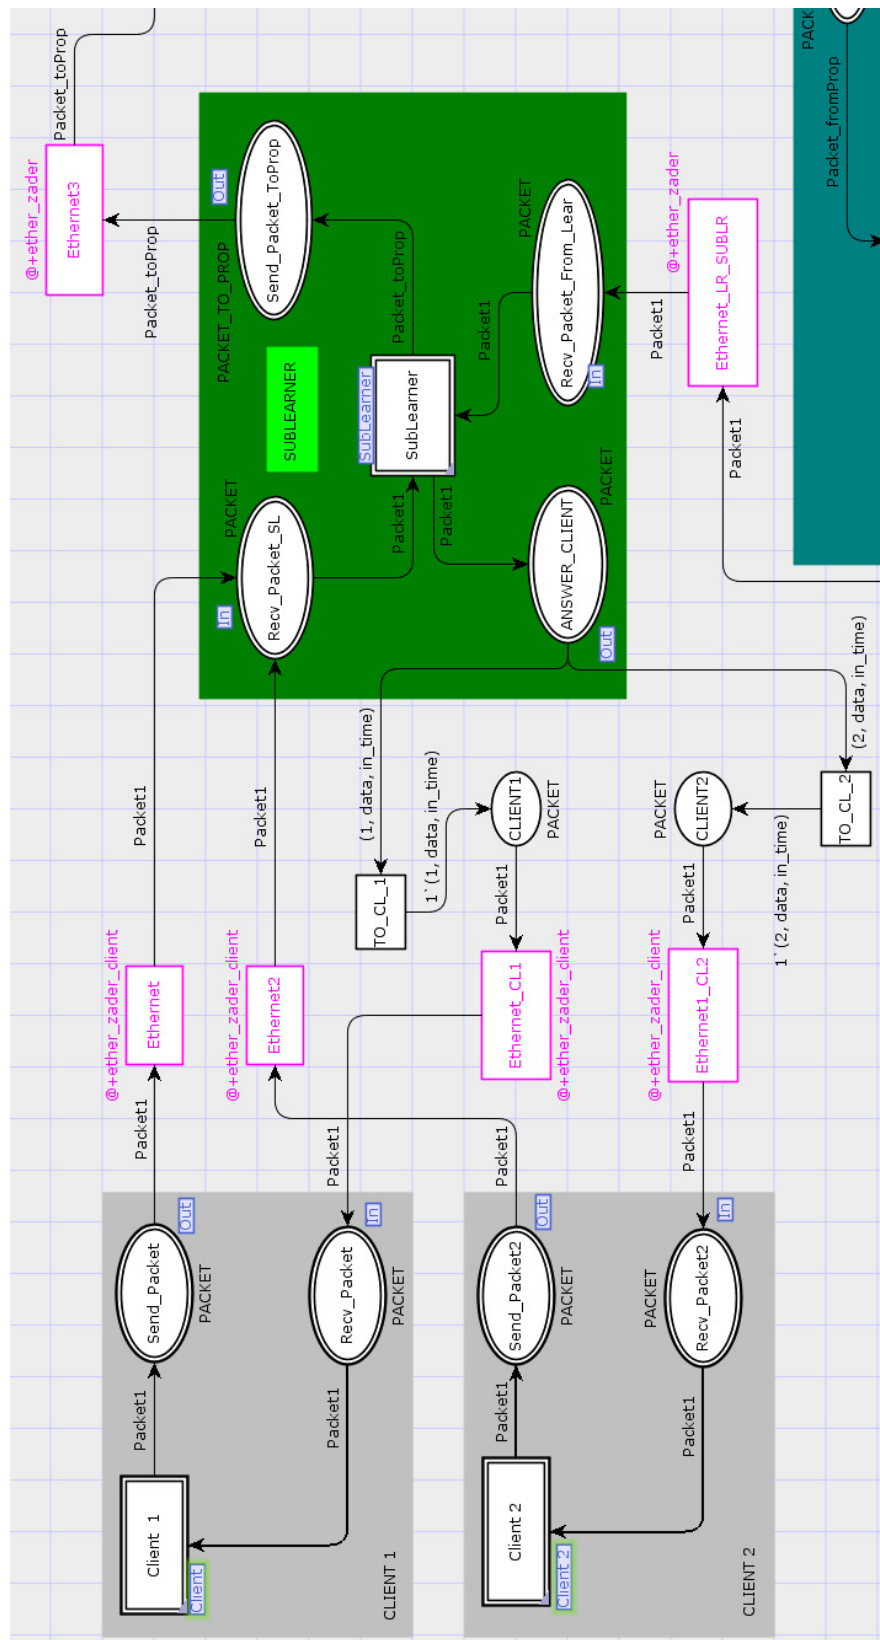 Client 1
Client
Packet1
Send_Packet
Out
PACKET
Packet1
@+ether_zader_client
Ethernet
Packet1
Packet1
Recv_Packet
In
PACKET
Packet1
CLIENT 1
Client 2
Client 2
Packet1
Send_Packet2
Out
PACKET
Packet1
@+ether_zader_client
Ethernet2
Packet1
Packet1
Recv_Packet2
In
PACKET
Packet1
CLIENT 2
Ethernet_CL1
@+ether_zader_client
Packet1
CLIENT1
PACKET
TO_CL_1
1`(1, data, in_time)
(1, data, in_time)
@+ether_zader_client
Ethernet1_CL2
Packet1
CLIENT2
PACKET
TO_CL_2
1`(2, data, in_time)
(2, data, in_time)
In
Recv_Packet_SL
PACKET
Packet1
SUBLEARNER
SubLearner
SubLearner
Packet1
ANSWER_CLIENT
Out
PACKET
Packet1
Recv_Packet_From_Lear
In
PACKET
Packet1
@+ether_zader
Ethernet_LR_SUBLR
Packet1
Packet_toProp
Send_Packet_ToProp
Out
PACKET_TO_PROP
Packet_toProp
@+ether_zader
Ethernet3
Packet_toProp
Packet_fromProp